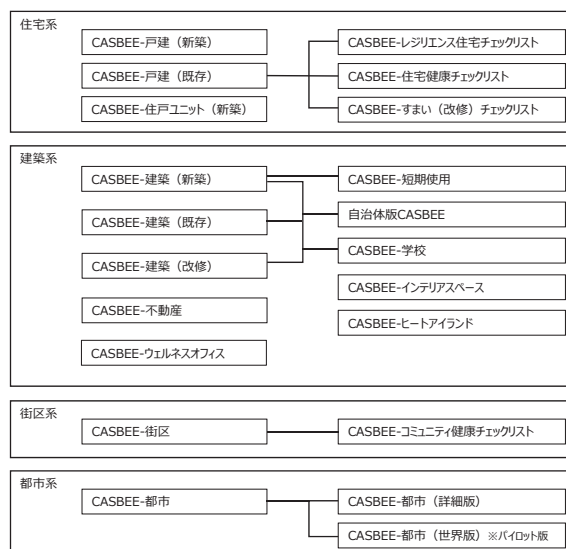 住宅系
CASBEE-戸建（新築）
CASBEE-レジリエンス住宅チェックリスト
CASBEE-戸建（既存）
CASBEE-住宅健康チェックリスト
CASBEE-住戸ユニット（新築）
CASBEE-すまい（改修）チェックリスト
建築系
CASBEE-建築（新築）
CASBEE-短期使用
CASBEE-建築（既存）
自治体版CASBEE
CASBEE-建築（改修）
CASBEE-学校
CASBEE-不動産
CASBEE-インテリアスペース
CASBEE-ウェルネスオフィス
CASBEE-ヒートアイランド
街区系
CASBEE-街区
CASBEE-コミュニティ健康チェックリスト
都市系
CASBEE-都市
CASBEE-都市（詳細版）
CASBEE-都市（世界版）※パイロット版